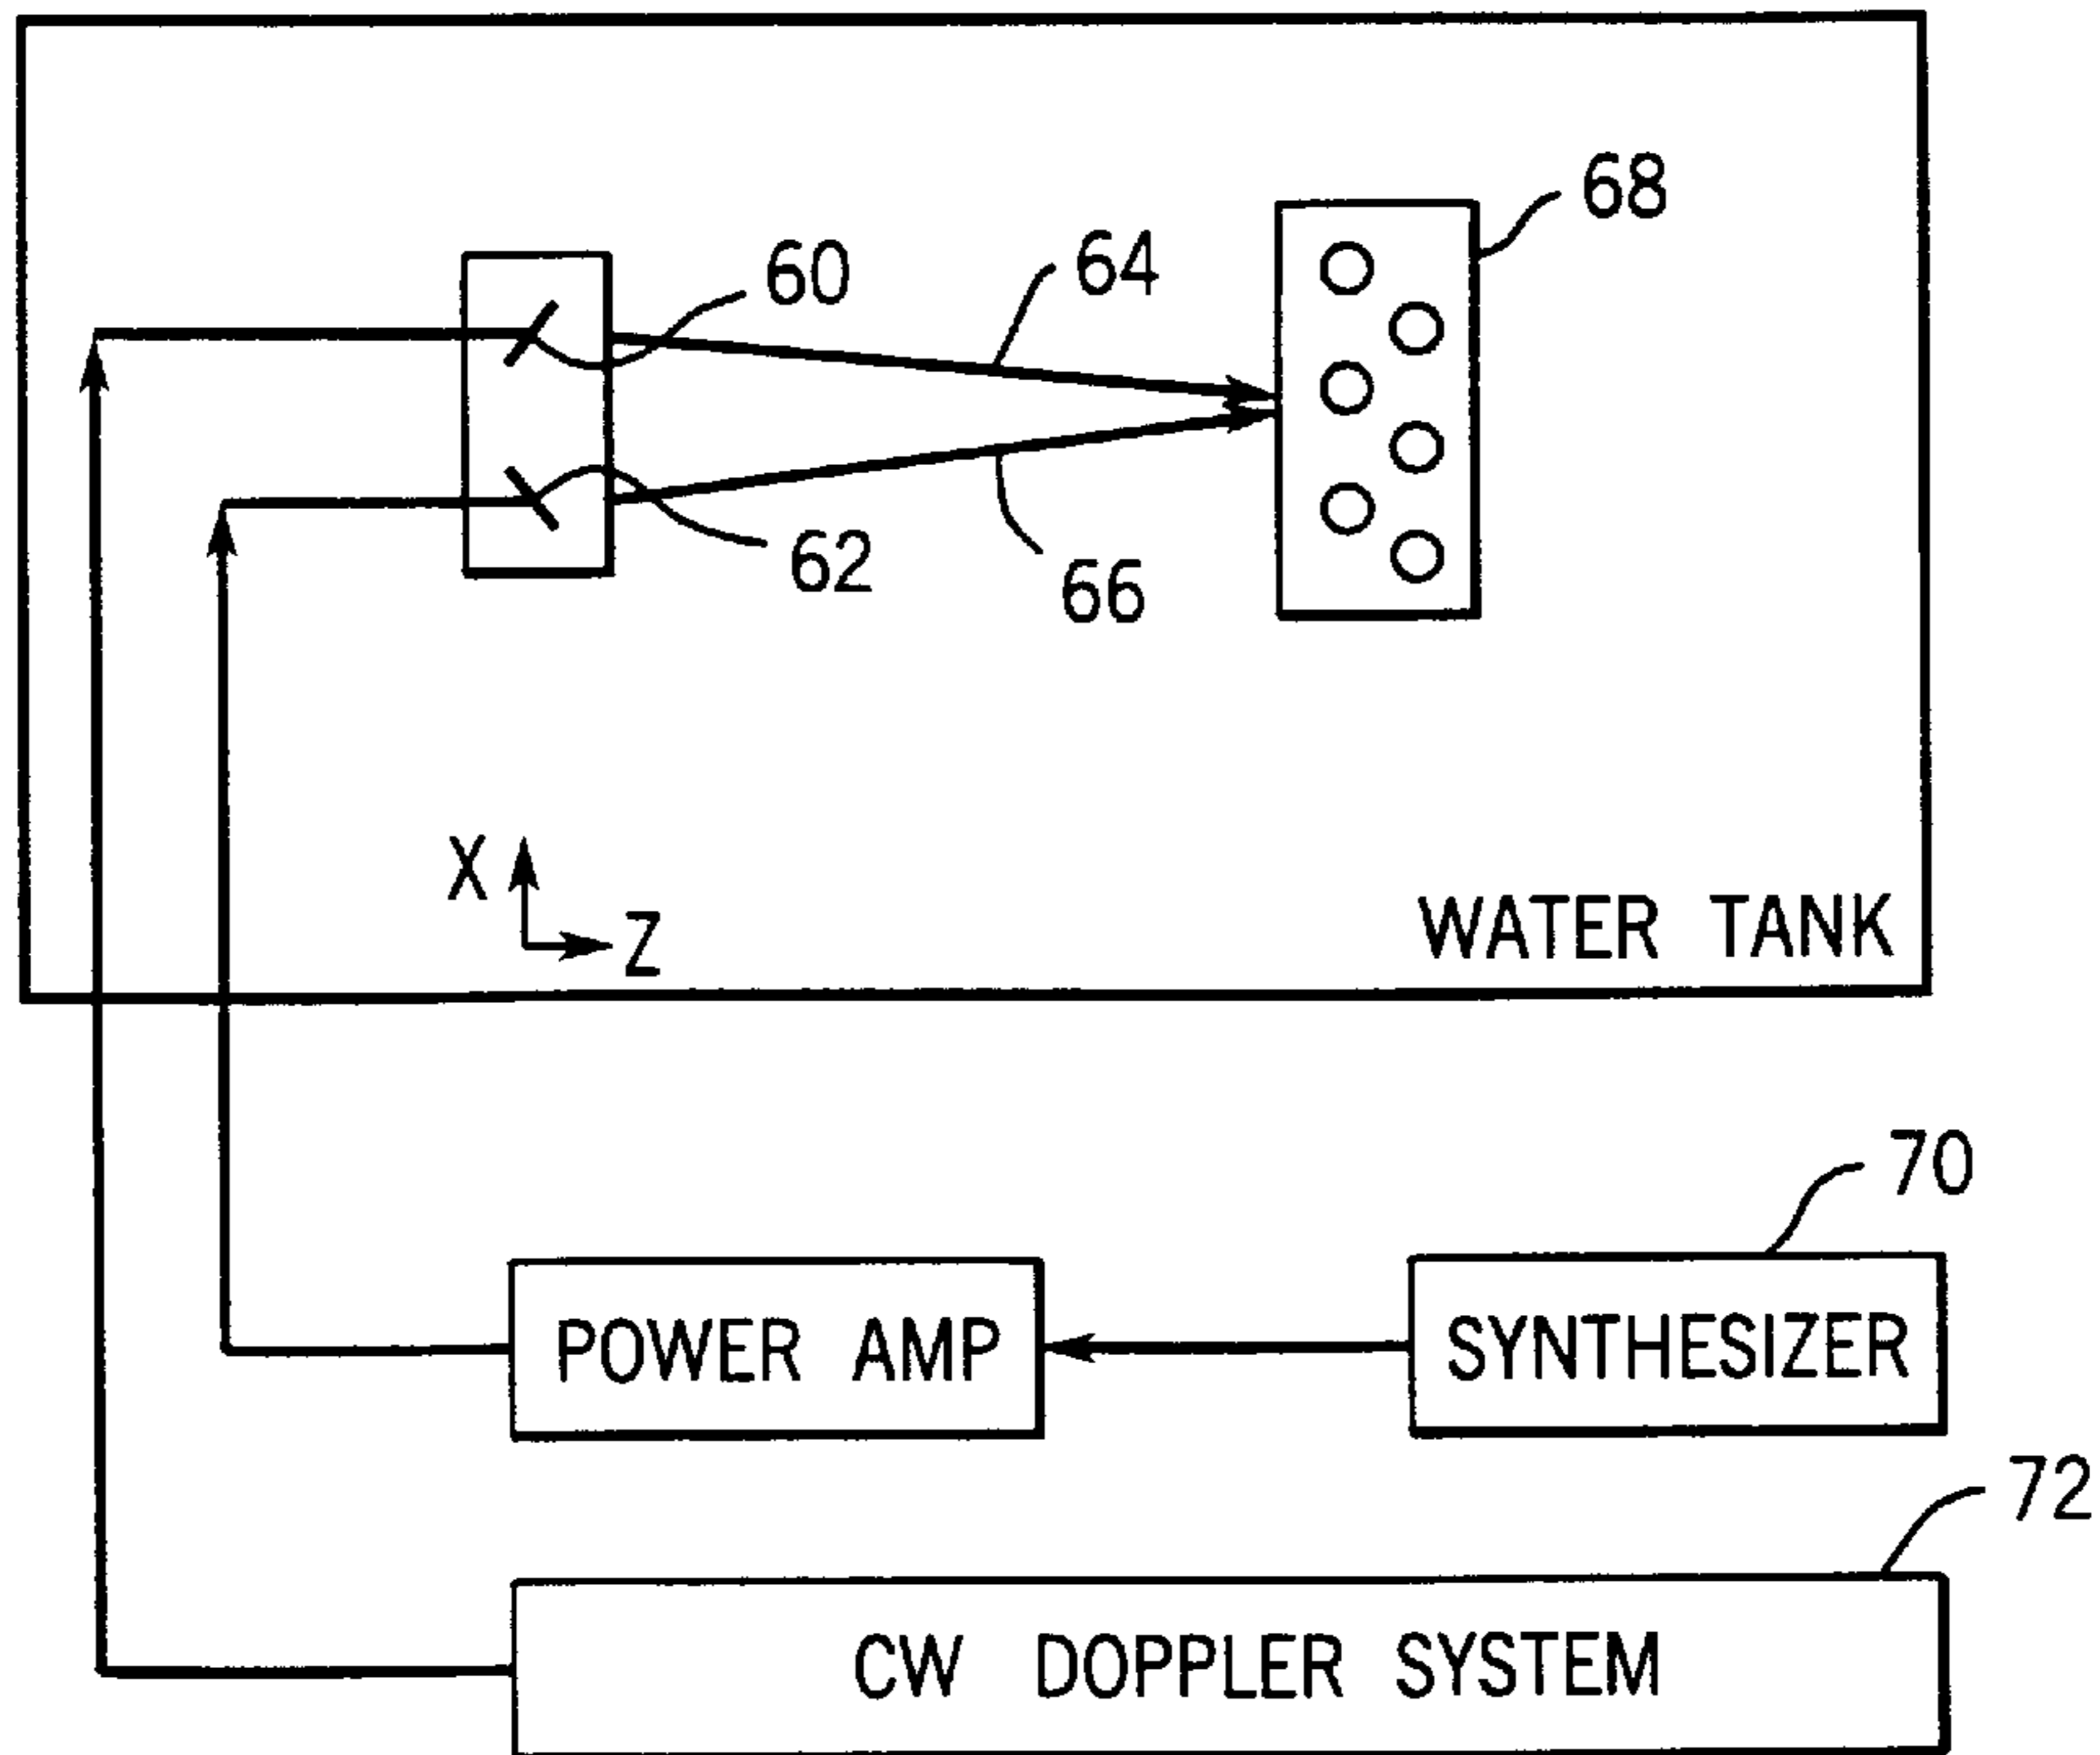 68
60
64
62
66
X
Z
WATER TANK
70
POWER AMP
SYNTHESIZER
72
CW DOPPLER SYSTEM